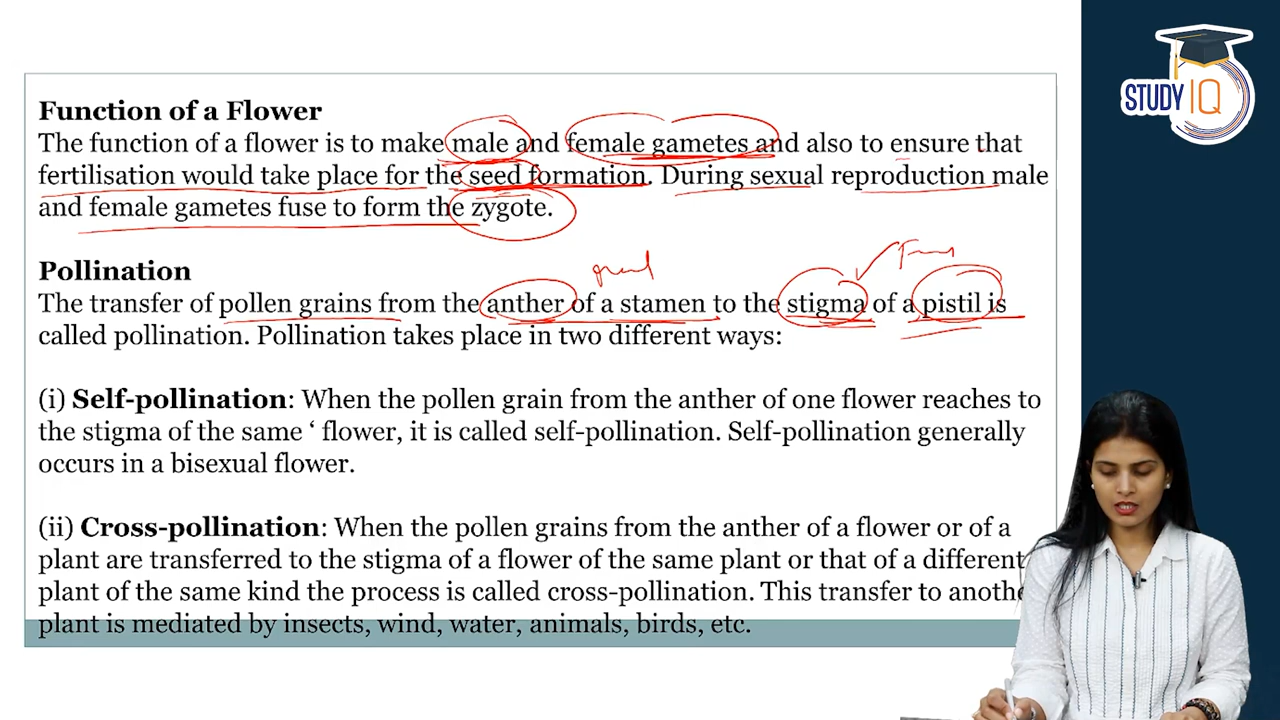 STUDY IQ
Function of a Flower
The function of a flower is to make male and female gametes and also to ensure that
fertilisation would take place for the seed formation. During sexual reproduction male
and female gametes fuse to form the zygote.
Pollination
The transfer of pollen grains from the anther of a stamen to the stigma of a pistil is
called pollination. Pollination takes place in two different ways:
(i) Self-pollination: When the pollen grain from the anther of one flower reaches to
the stigma of the same ‘ flower, it is called self-pollination. Self-pollination generally
occurs in a bisexual flower.
(ii) Cross-pollination: When the pollen grains from the anther of a flower or of a
plant are transferred to the stigma of a flower of the same plant or that of a different
plant of the same kind the process is called cross-pollination. This transfer to anothe
plant is mediated by insects, wind, water, animals, birds, etc.